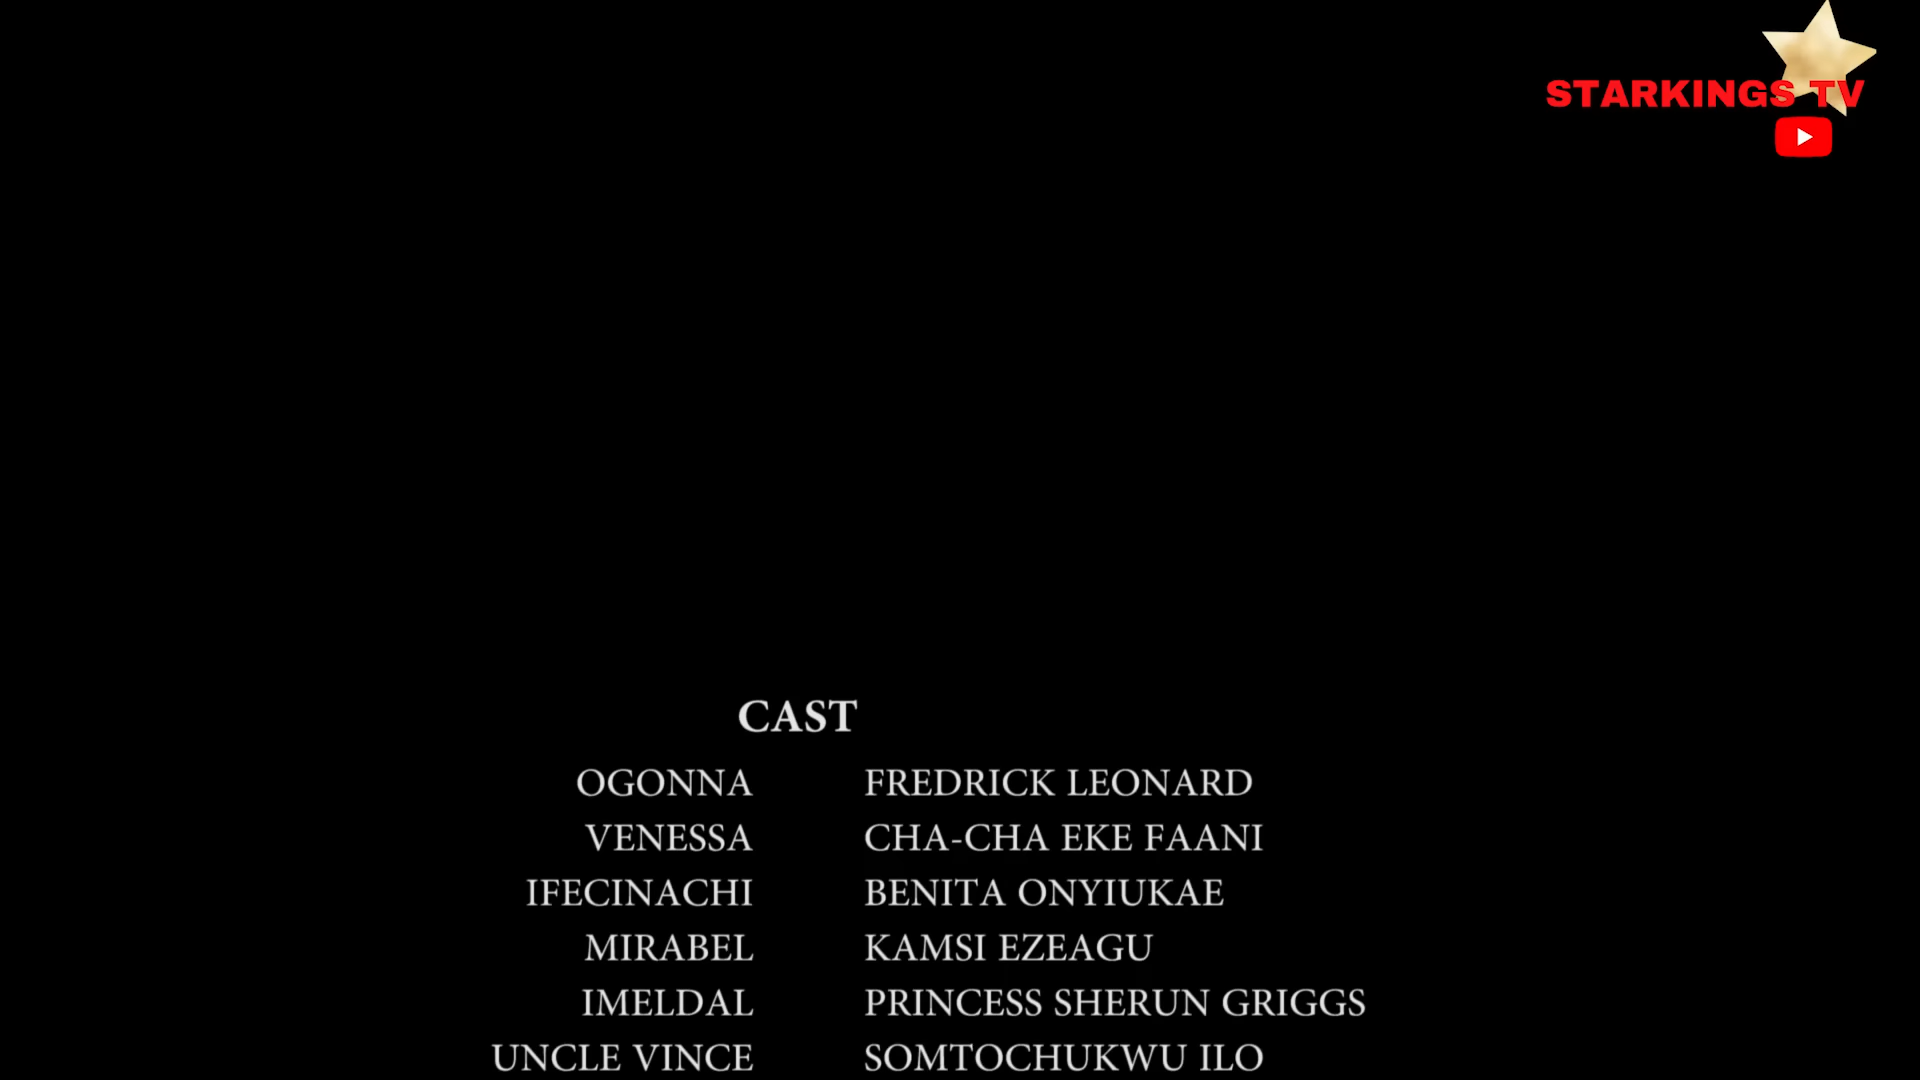 STARKINGS TV
CAST
OGONNA FREDRICK LEONARD
VENESSA CHA-CHA EKE FAANI
IFECINACHI BENITA ONYIUKAE
MIRABEL KAMSI EZEAGU
IMELDAL PRINCESS SHERUN GRIGGS
UNCLE VINCE SOMTOCHUKWU ILO